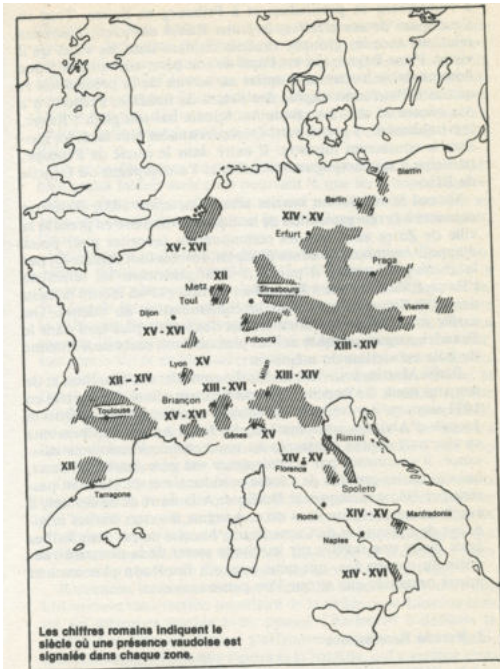 Stettin
Berlin
XIV - XV
Erfurt
XV - XVI
Praga
XII
Metz
Toul
Strasbourg
Dijon
Vienne
Fribourg
XV - XVI
XIII - XIV
XV
Lyon
Milan
XII - XIV
XIII - XVI
XIII - XIV
Briançon
Toulouse
XV - XVI
Gênes
XV
Rimini
XII
XIV - XV
Florence
Tarragone
Spoleto
Rome
XIV - XV
Manfredonia
Naples
XIV - XVI
Les chiffres romains indiquent le
siècle où une présence vaudoise est
signalée dans chaque zone.